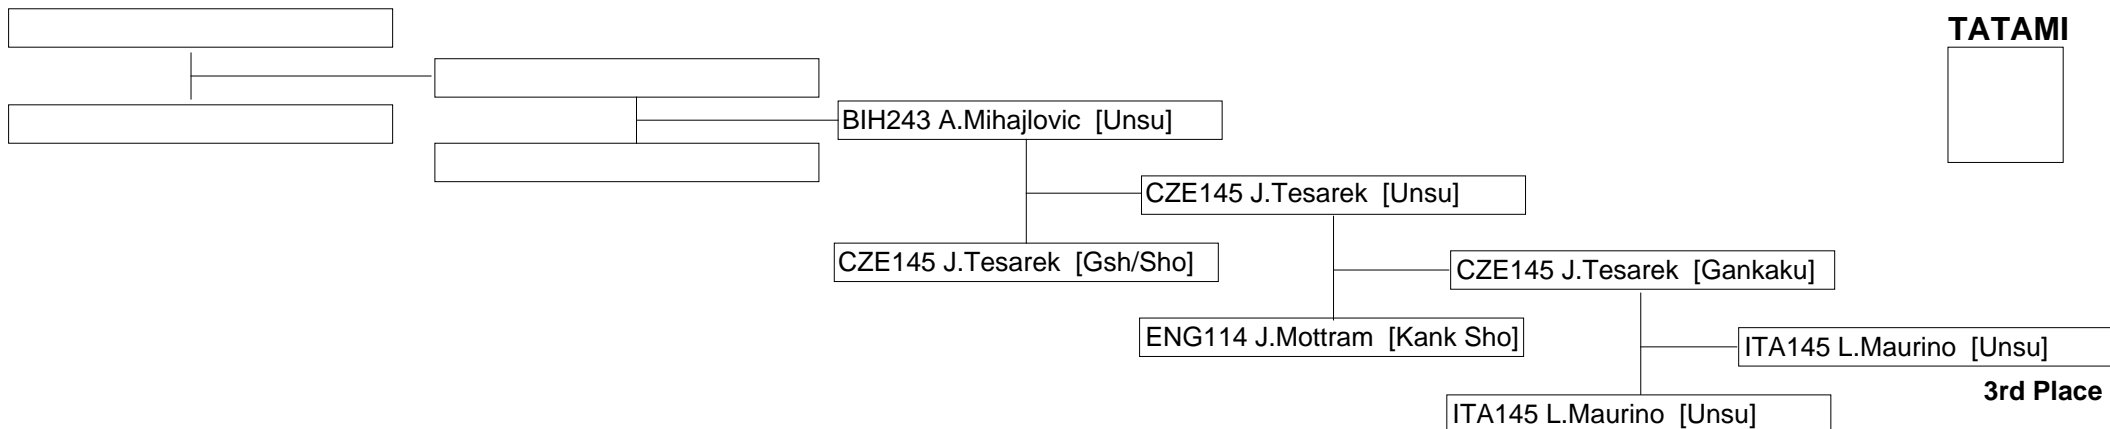 TATAMI
BIH243 A.Mihajlovic [Unsu]
CZE145 J.Tesarek [Unsu]
CZE145 J.Tesarek [Gsh/Sho]
CZE145 J.Tesarek [Gankaku]
ENG114 J.Mottram [Kank Sho]
ITA145 L.Maurino [Unsu]
3rd Place
ITA145 L.Maurino [Unsu]